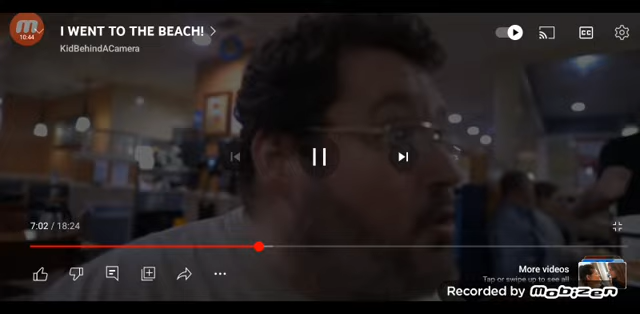 I WENT TO THE BEACH!
KidBehindACamera
10:44
7:02 / 18:24
More videos
Tap or swipe up to see all
Recorded by MOBIZEN